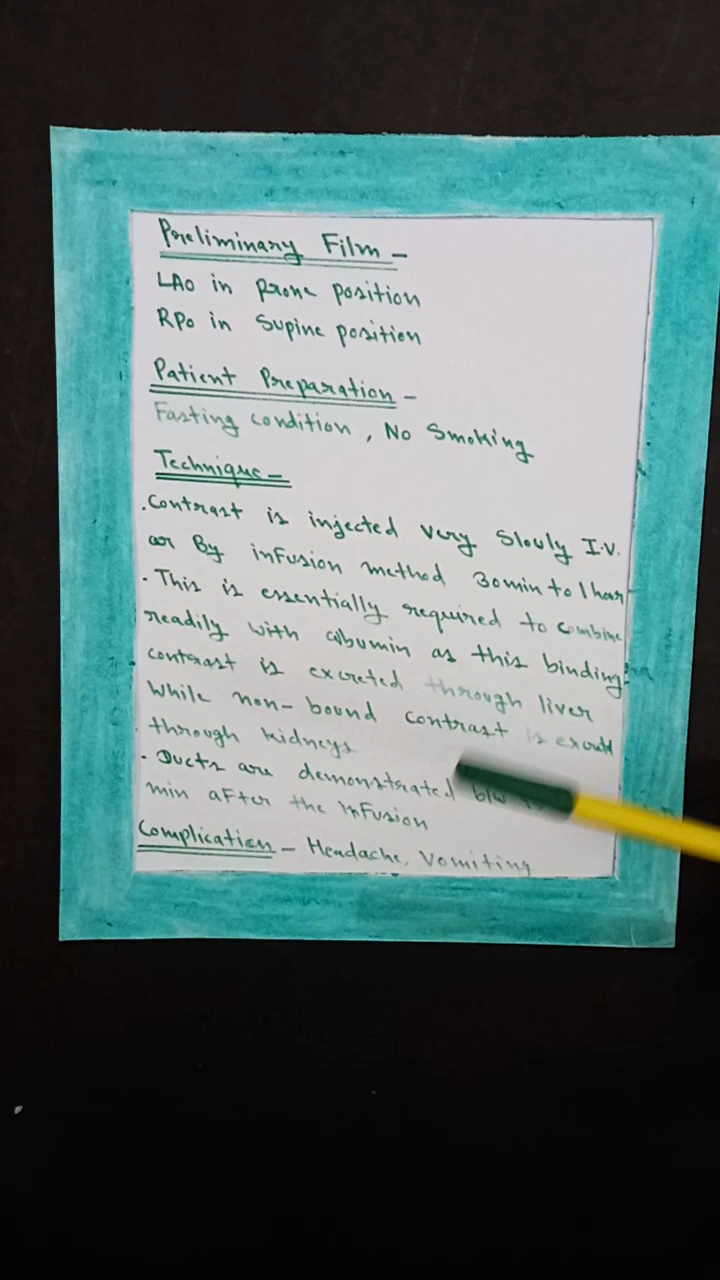 Preliminary Film -
LAO in prone position
RPO in Supine position
Patient Preparation -
Fasting condition, No Smoking
Technique -
. Contrast is injected very slowly I.V.
or By infusion method 30min to 1 hour
. This is essentially required to combine
readily with albumin as this binding
contrast is excreted through liver
While non-bound contrast is
through kidneys
. Ducts are demonstrated b/w
min after the infusion
Complication - Headache, Vomiting